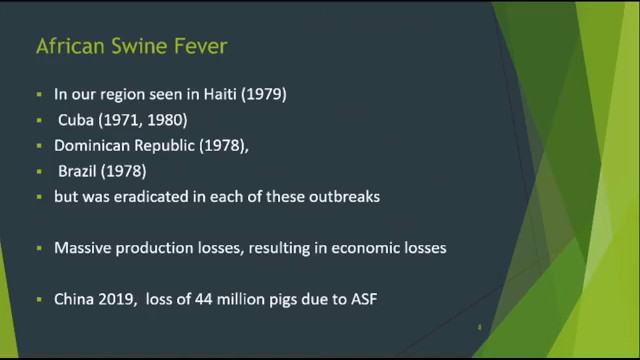 African Swine Fever
▪ In our region seen in Haiti (1979)
▪ Cuba (1971, 1980)
▪ Dominican Republic (1978),
▪ Brazil (1978)
▪ but was eradicated in each of these outbreaks
▪ Massive production losses, resulting in economic losses
▪ China 2019, loss of 44 million pigs due to ASF